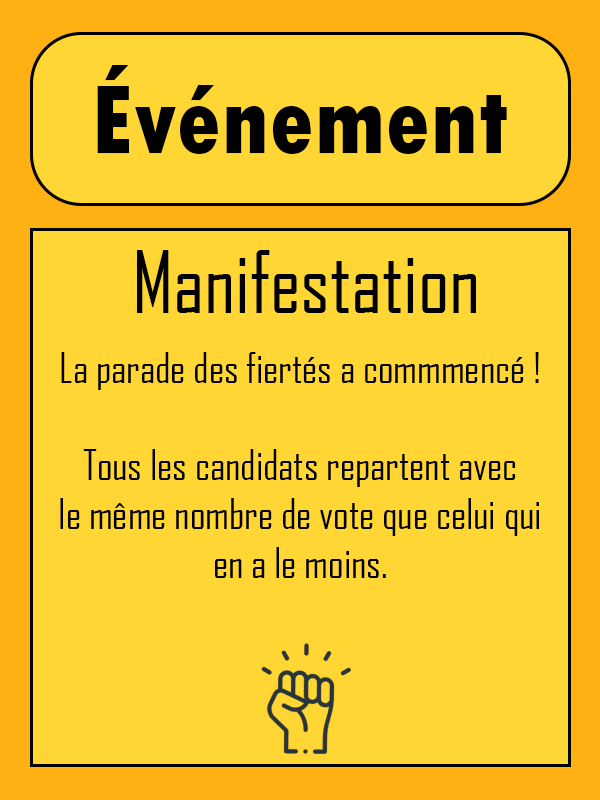 Événement
Manifestation
La parade des fiertés a commmencé !
Tous les candidats repartent avec
le même nombre de vote que celui qui
en a le moins.